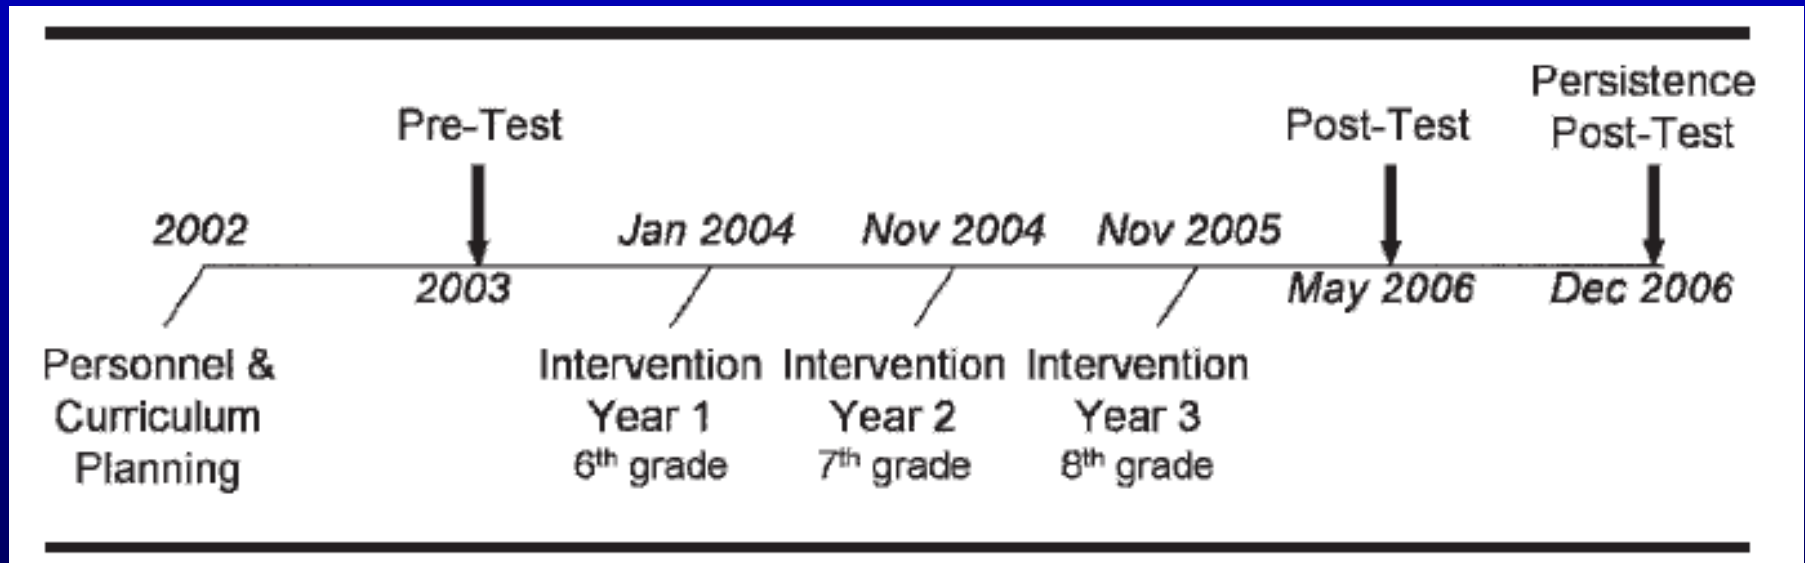 Persistence
Pre-Test
Post-Test
Post-Test
2002
Jan 2004
Nov 2004
Nov 2005
2003
May 2006
Dec 2006
Personnel &
Curriculum
Planning
Intervention
Year 1
6th grade
Intervention
Year 2
7th grade
Intervention
Year 3
8th grade